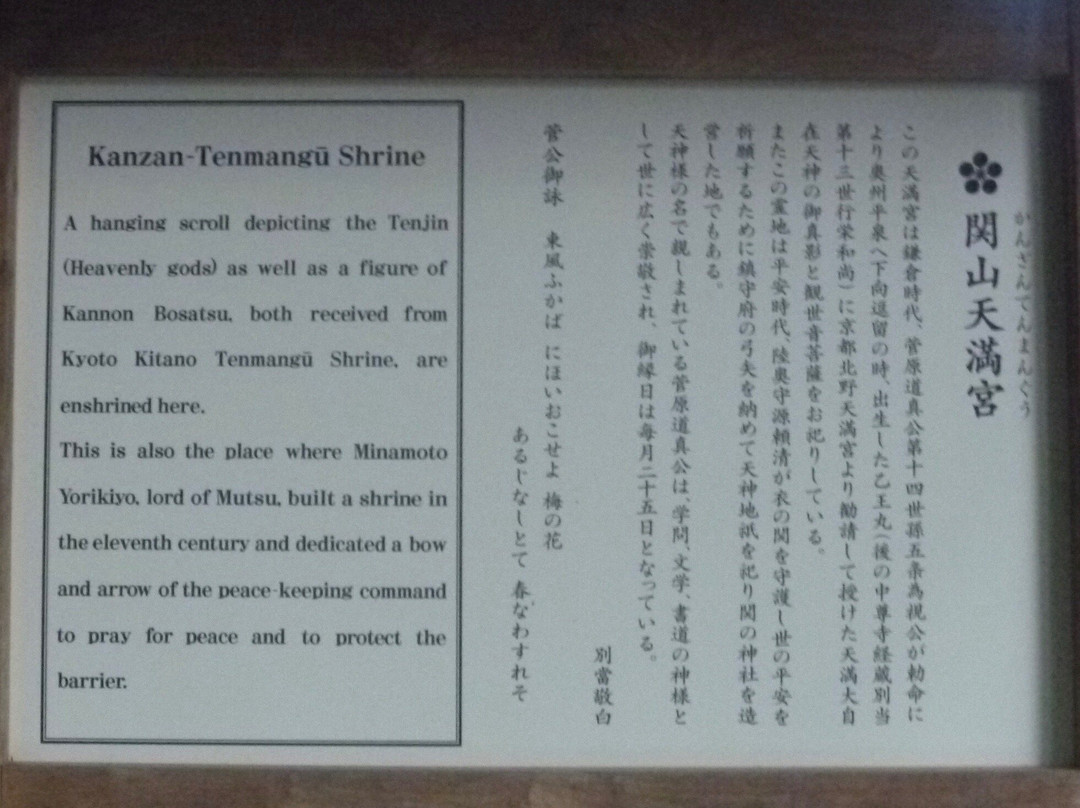 Kanzan-Tenmangū Shrine
A hanging scroll depicting the Tenjin
(Heavenly gods) as well as a figure of
Kannon Bosatsu, both received from
Kyoto Kitano Tenmangū Shrine, are
enshrined here.
This is also the place where Minamoto
Yorikiyo, lord of Mutsu, built a shrine in
the eleventh century and dedicated a bow
and arrow of the peace-keeping command
to pray for peace and to protect the
barrier.
かんざんてんまんぐう
関山天満宮
この天満宮は鎌倉時代、菅原道真公第十四世孫五条為視公が勅命に
より奥州平泉へ下向逗留の時、出生した乙王丸(後の中尊寺経蔵別当
第十三世行栄和尚)に京都北野天満宮より勧請して授けた天満大自
在天神の御真影と観世音菩薩をお祀りしている。
またこの霊地は平安時代、陸奥守源頼清が衣の関を守護し世の平安を
祈願するために鎮守府の弓矢を納めて天神地祇を祀り関の神社を造
営した地でもある。
天神様の名で親しまれている菅原道真公は、学問、文学、書道の神様と
して世に広く崇敬され、御縁日は毎月二十五日となっている。
別當敬白
菅公御詠 東風ふかば にほいおこせよ 梅の花
あるじなしとて 春なわすれそ